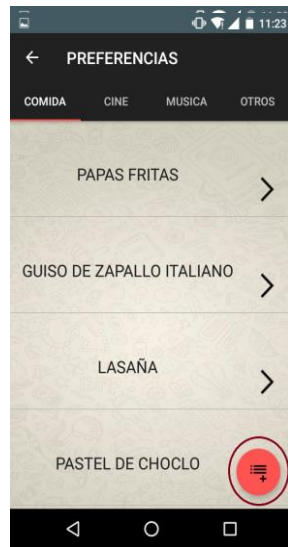 11:23
PREFERENCIAS
COMIDA CINE MUSICA OTROS
PAPAS FRITAS
GUISO DE ZAPALLO ITALIANO
LASAÑA
PASTEL DE CHOCLO